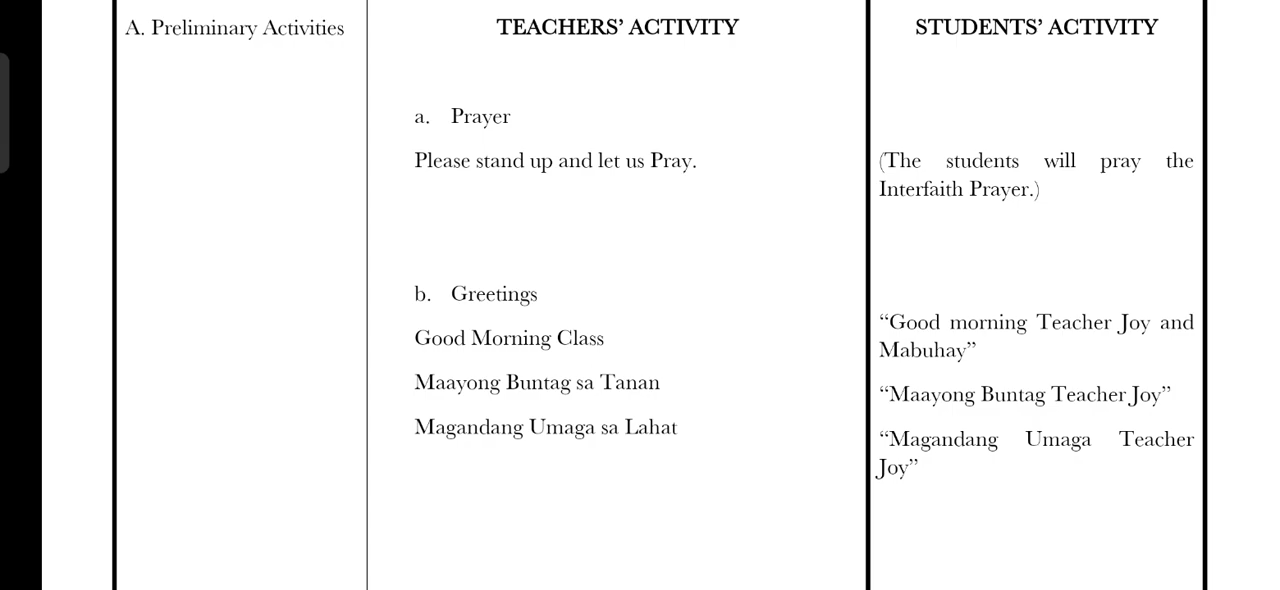 A. Preliminary Activities
TEACHERS’ ACTIVITY
STUDENTS’ ACTIVITY
a. Prayer
Please stand up and let us Pray.
(The students will pray the
Interfaith Prayer.)
b. Greetings
Good Morning Class
Maayong Buntag sa Tanan
Magandang Umaga sa Lahat
“Good morning Teacher Joy and
Mabuhay”
“Maayong Buntag Teacher Joy”
“Magandang Umaga Teacher
Joy”